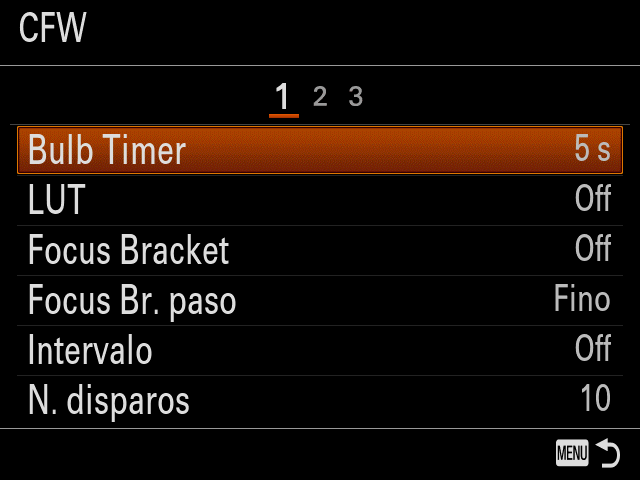 CFW
1 2 3
Bulb Timer 5 s
LUT Off
Focus Bracket Off
Focus Br. paso Fino
Intervalo Off
N. disparos 10
MENU